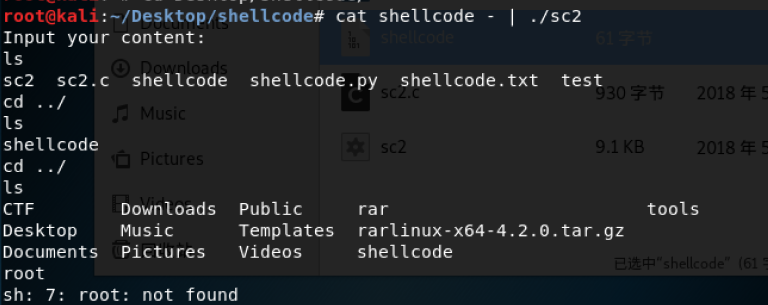 root@kali:~/Desktop/shellcode# cat shellcode - | ./sc2
Input your content:
ls
sc2  sc2.c  shellcode  shellcode.py  shellcode.txt  test
cd ../
ls
shellcode
cd ../
ls
CTF        Downloads  Public     rar                         tools
Desktop    Music      Templates  rarlinux-x64-4.2.0.tar.gz
Documents  Pictures   Videos     shellcode
root
sh: 7: root: not found
Documents
shellcode 61 字节
Downloads
sc2.c 930 字节 2018 年 5
Music
sc2 9.1 KB 2018 年 5
Pictures
Videos
已选中"shellcode" (61 字